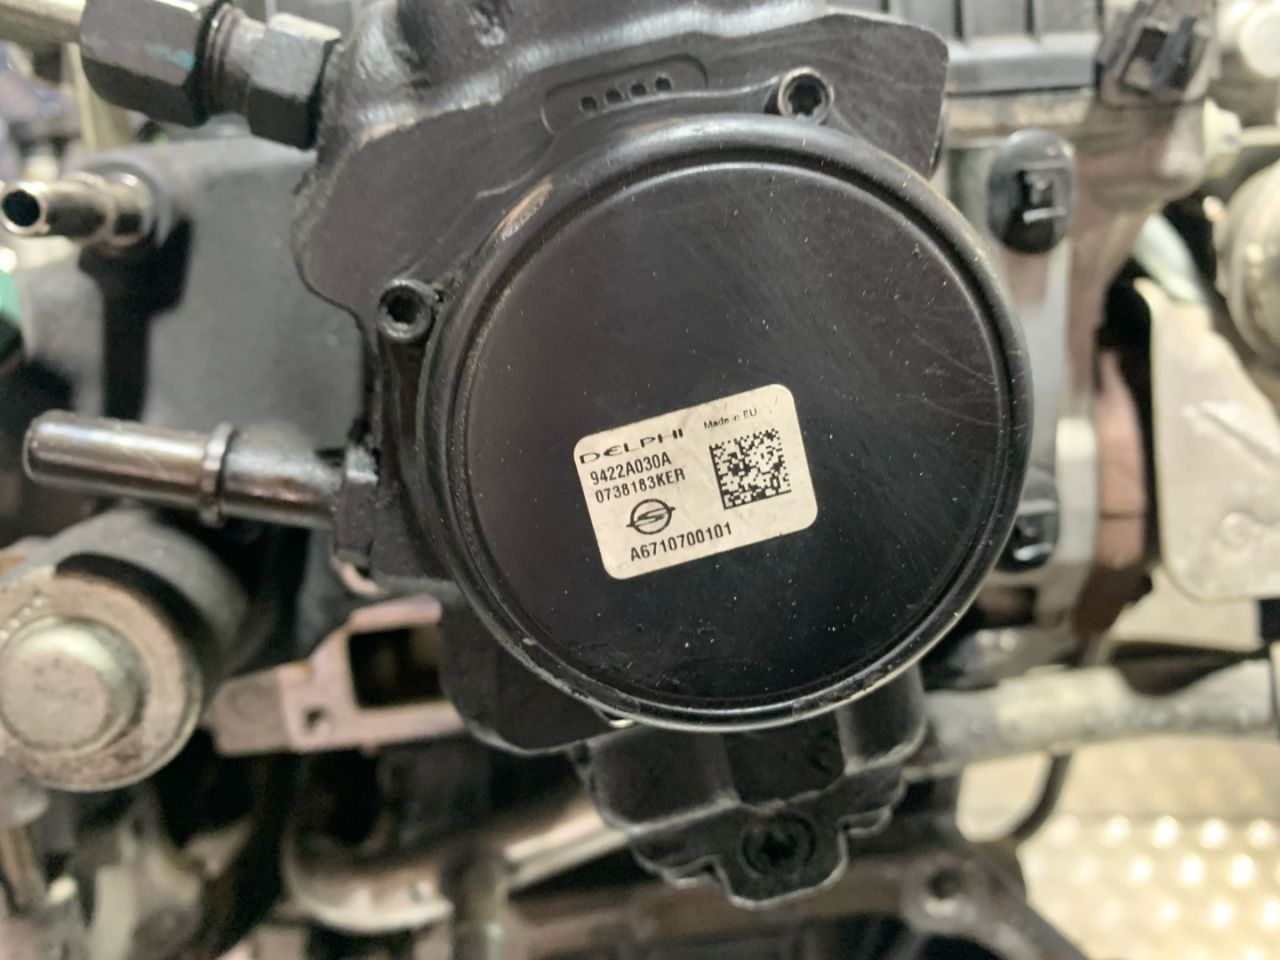 DELPHI
Made in EU
9422A030A
0738183KER
A6710700101